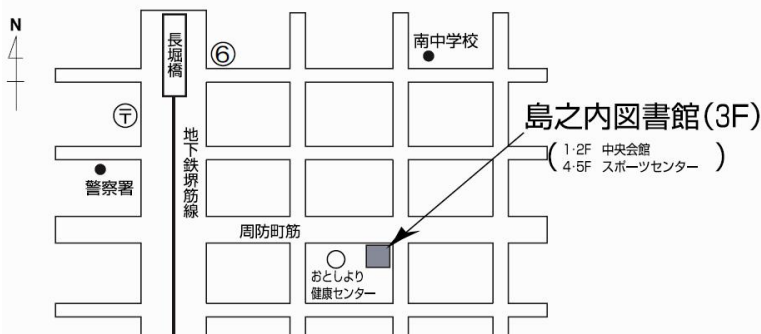 N
長堀橋
⑥
南中学校
〒
地下鉄堺筋線
警察署
島之内図書館(3F)
(1·2F 中央会館
4·5F スポーツセンター)
周防町筋
おとしより
健康センター